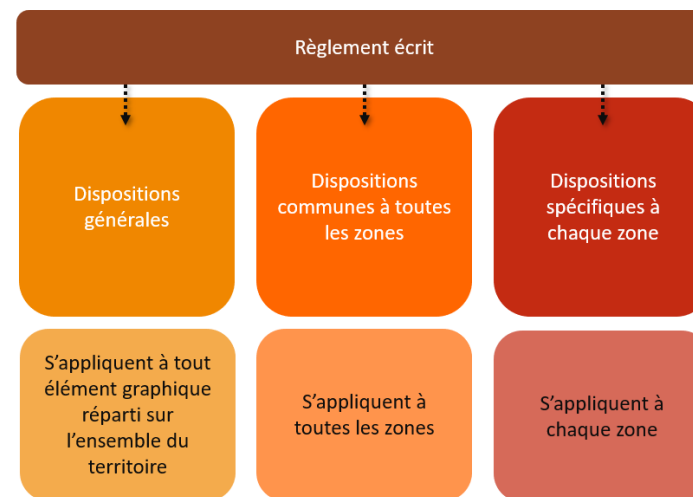 Règlement écrit
Dispositions
générales
Dispositions
communes à toutes
les zones
Dispositions
spécifiques à
chaque zone
S’appliquent à tout
élément graphique
réparti sur
l’ensemble du
territoire
S’appliquent à
toutes les zones
S’appliquent à
chaque zone